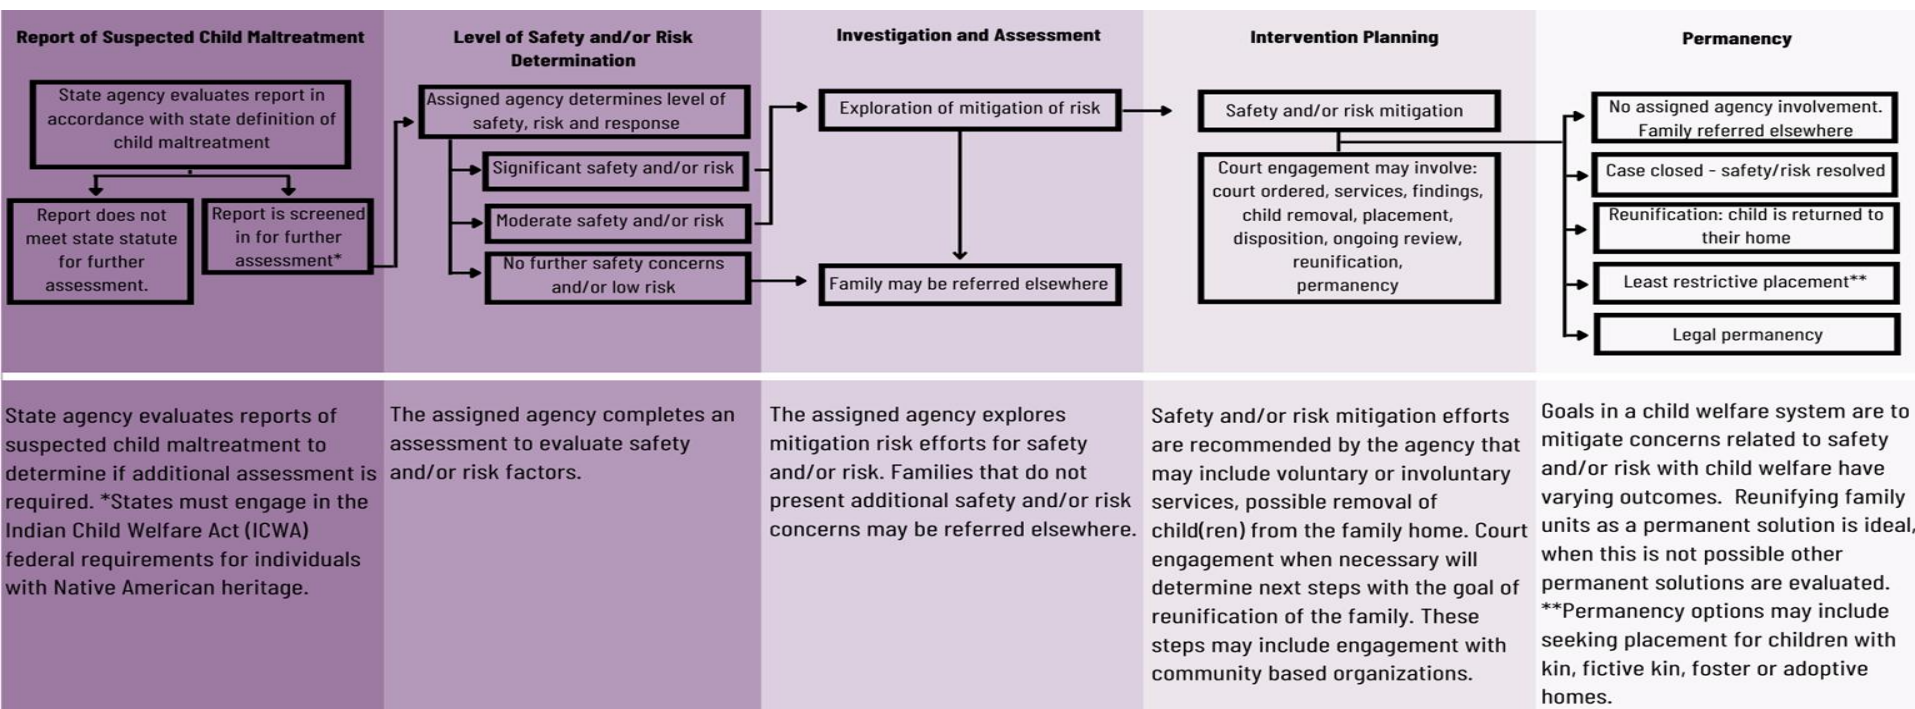 Report of Suspected Child Maltreatment
State agency evaluates report in
accordance with state definition of
child maltreatment
Report does not
meet state statute
for further
assessment.
Report is screened
in for further
assessment*
Level of Safety and/or Risk
Determination
Assigned agency determines level of
safety, risk and response
Significant safety and/or risk
Moderate safety and/or risk
No further safety concerns
and/or low risk
Investigation and Assessment
Exploration of mitigation of risk
Family may be referred elsewhere
Intervention Planning
Safety and/or risk mitigation
Court engagement may involve:
court ordered, services, findings,
child removal, placement,
disposition, ongoing review,
reunification,
permanency
Permanency
No assigned agency involvement.
Family referred elsewhere
Case closed - safety/risk resolved
Reunification: child is returned to
their home
Least restrictive placement**
Legal permanency
State agency evaluates reports of
suspected child maltreatment to
determine if additional assessment is
required. *States must engage in the
Indian Child Welfare Act (ICWA)
federal requirements for individuals
with Native American heritage.
The assigned agency completes an
assessment to evaluate safety
and/or risk factors.
The assigned agency explores
mitigation risk efforts for safety
and/or risk. Families that do not
present additional safety and/or risk
concerns may be referred elsewhere.
Safety and/or risk mitigation efforts
are recommended by the agency that
may include voluntary or involuntary
services, possible removal of
child(ren) from the family home. Court
engagement when necessary will
determine next steps with the goal of
reunification of the family. These
steps may include engagement with
community based organizations.
Goals in a child welfare system are to
mitigate concerns related to safety
and/or risk with child welfare have
varying outcomes. Reunifying family
units as a permanent solution is ideal,
when this is not possible other
permanent solutions are evaluated.
**Permanency options may include
seeking placement for children with
kin, fictive kin, foster or adoptive
homes.